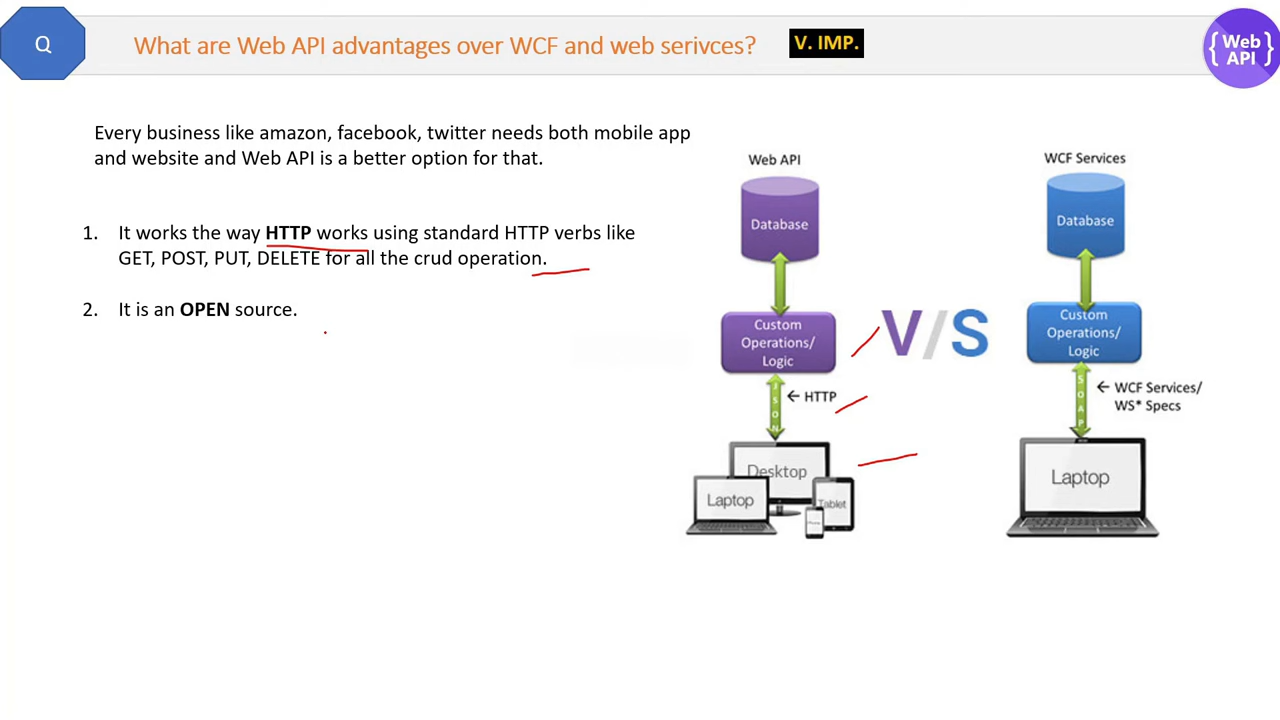 Q
What are Web API advantages over WCF and web serivces?
V. IMP.
{Web API}
Every business like amazon, facebook, twitter needs both mobile app
and website and Web API is a better option for that.
1. It works the way HTTP works using standard HTTP verbs like
GET, POST, PUT, DELETE for all the crud operation.
2. It is an OPEN source.
Web API
Database
Custom
Operations/
Logic
JSON
← HTTP
Desktop
Laptop
Tablet
V/S
WCF Services
Database
Custom
Operations/
Logic
SOAP
← WCF Services/
WS* Specs
Laptop